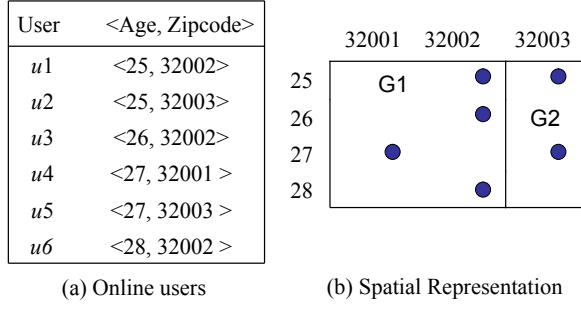 User <Age, Zipcode>
u1 <25, 32002>
u2 <25, 32003>
u3 <26, 32002>
u4 <27, 32001 >
u5 <27, 32003 >
u6 <28, 32002 >
(a) Online users
32001 32002 32003
25 G1
26 G2
27
28
(b) Spatial Representation